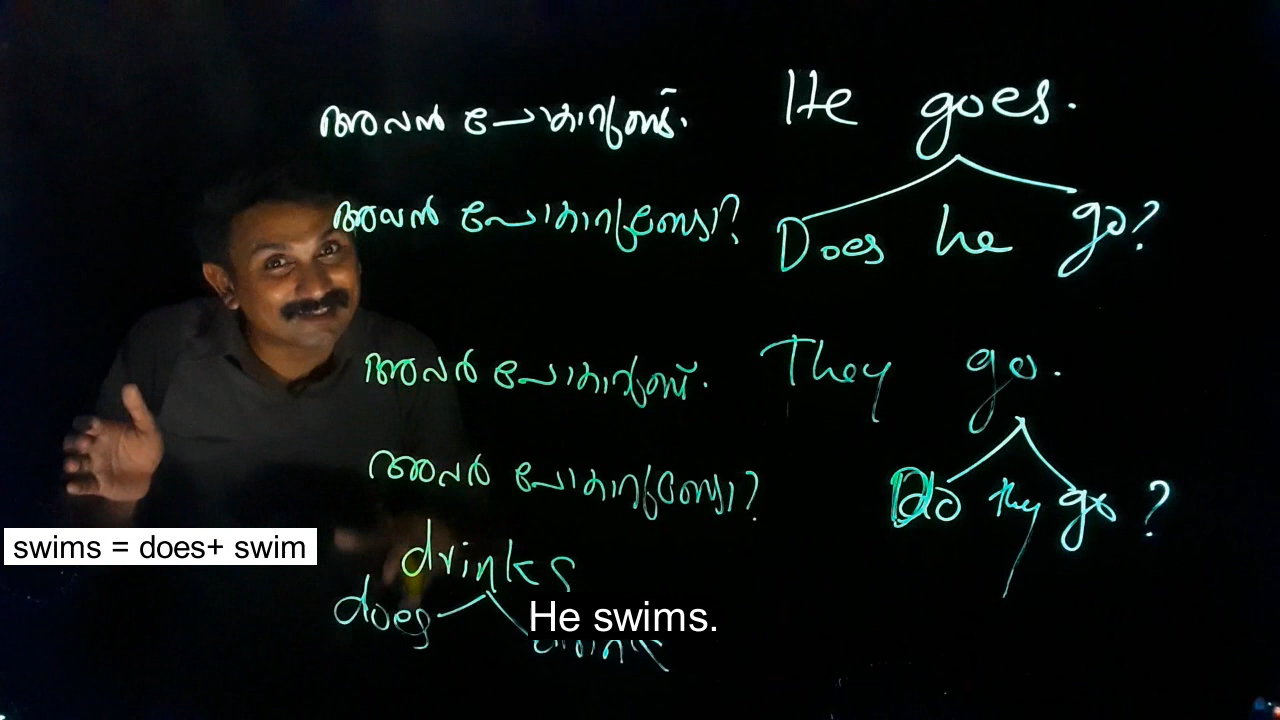 അവൻ പോകാറുണ്ട്. He goes.
അവൻ പോകാറുണ്ടോ? Does he go?
അവർ പോകാറുണ്ട്. They go.
അവർ പോകാറുണ്ടോ? Do they go?
swims = does+ swim
drinks
does drink
He swims.